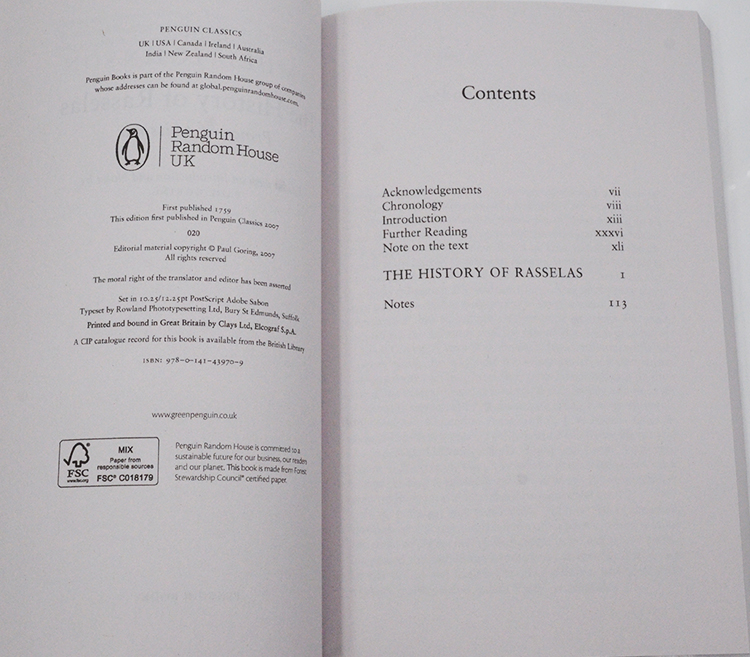 PENGUIN CLASSICS
UK | USA | Canada | Ireland | Australia
India | New Zealand | South Africa
Penguin Books is part of the Penguin Random House group of companies
whose addresses can be found at global.penguinrandomhouse.com.
Penguin
Random House
UK
First published 1759
This edition first published in Penguin Classics 2007
020
Editorial material copyright © Paul Goring, 2007
All rights reserved
The moral right of the translator and editor has been asserted
Set in 10.25/12.25pt PostScript Adobe Sabon
Typeset by Rowland Phototypesetting Ltd, Bury St Edmunds, Suffolk
Printed and bound in Great Britain by Clays Ltd, Elcograf S.p.A.
A CIP catalogue record for this book is available from the British Library
ISBN: 978-0-141-43970-9
www.greenpenguin.co.uk
FSC
www.fsc.org
MIX
Paper from
responsible sources
FSC® C018179
Penguin Random House is committed to a
sustainable future for our business, our readers
and our planet. This book is made from Forest
Stewardship Council® certified paper.
Contents
Acknowledgements vii
Chronology viii
Introduction xiii
Further Reading xxxvi
Note on the text xli
THE HISTORY OF RASSELAS 1
Notes 113